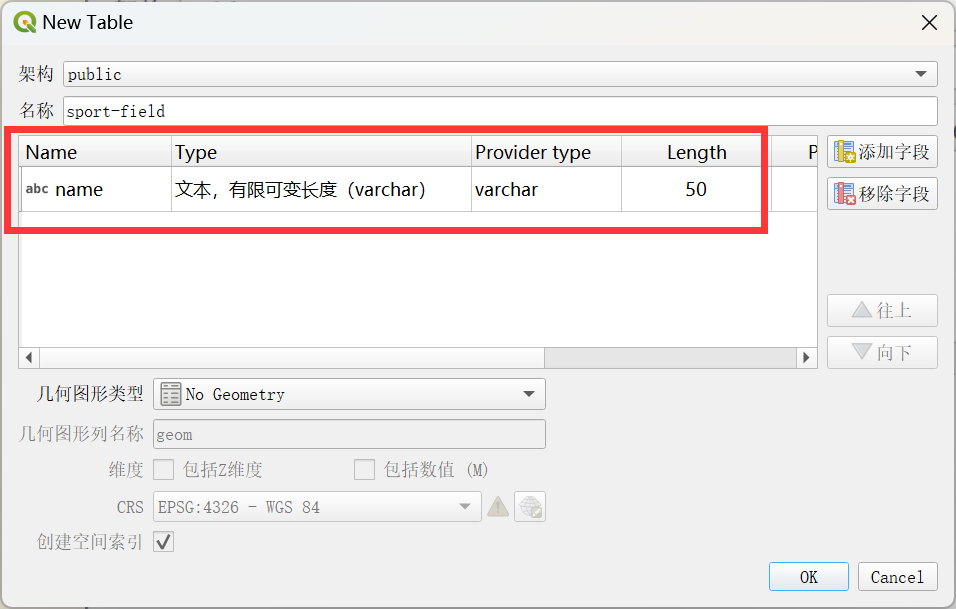 New Table
架构 public
名称 sport-field
Name Type Provider type Length P
abc name 文本，有限可变长度（varchar） varchar 50
添加字段
移除字段
往上
向下
几何图形类型 No Geometry
几何图形列名称 geom
维度 包括Z维度 包括数值 (M)
CRS EPSG:4326 - WGS 84
创建空间索引
OK Cancel